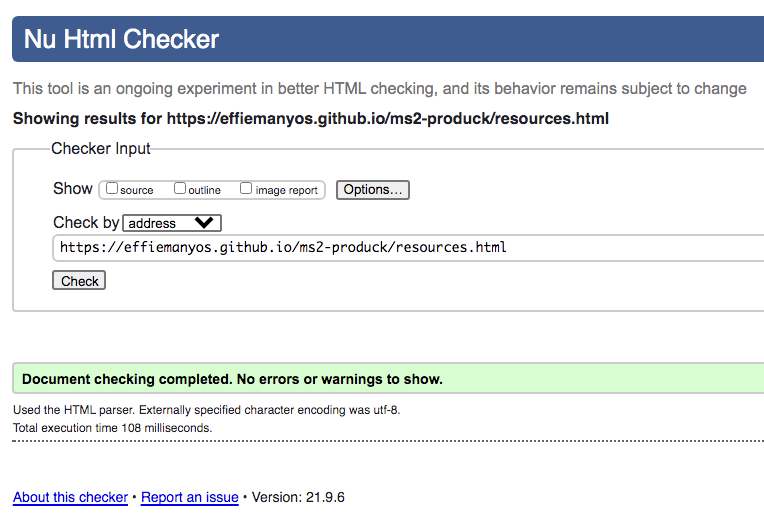 Nu Html Checker
This tool is an ongoing experiment in better HTML checking, and its behavior remains subject to change
Showing results for https://effiemanyos.github.io/ms2-produck/resources.html
Checker Input
Show source outline image report Options...
Check by address
https://effiemanyos.github.io/ms2-produck/resources.html
Check
Document checking completed. No errors or warnings to show.
Used the HTML parser. Externally specified character encoding was utf-8.
Total execution time 108 milliseconds.
About this checker • Report an issue • Version: 21.9.6